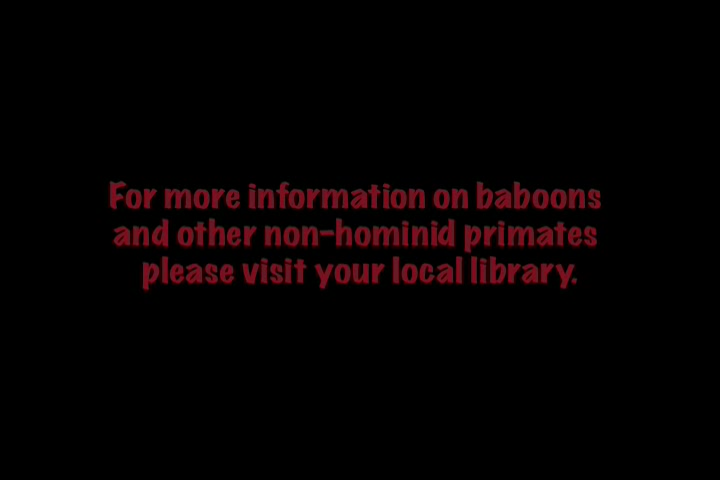 For more information on baboons
and other non-hominid primates
please visit your local library.